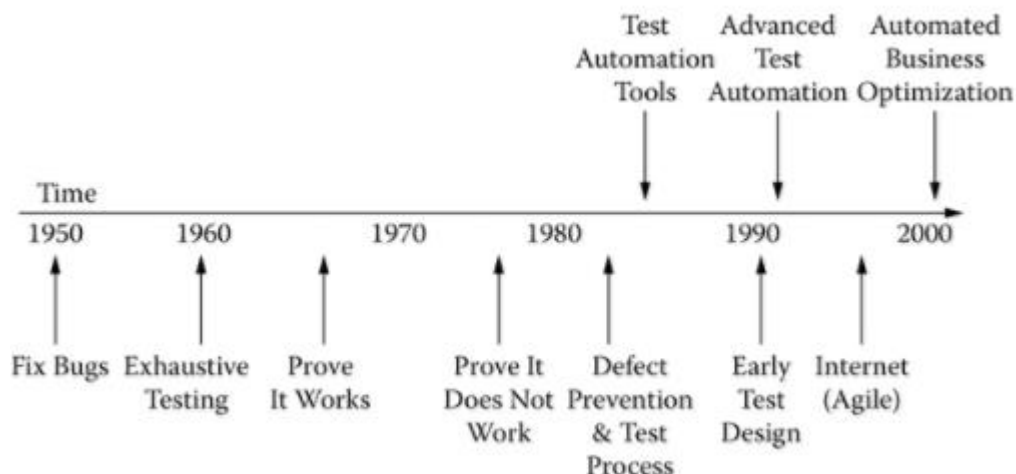 Test
Automation
Tools
Advanced
Test
Automation
Automated
Business
Optimization
Time
1950
1960
1970
1980
1990
2000
Fix Bugs
Exhaustive
Testing
Prove
It Works
Prove It
Does Not
Work
Defect
Prevention
& Test
Process
Early
Test
Design
Internet
(Agile)